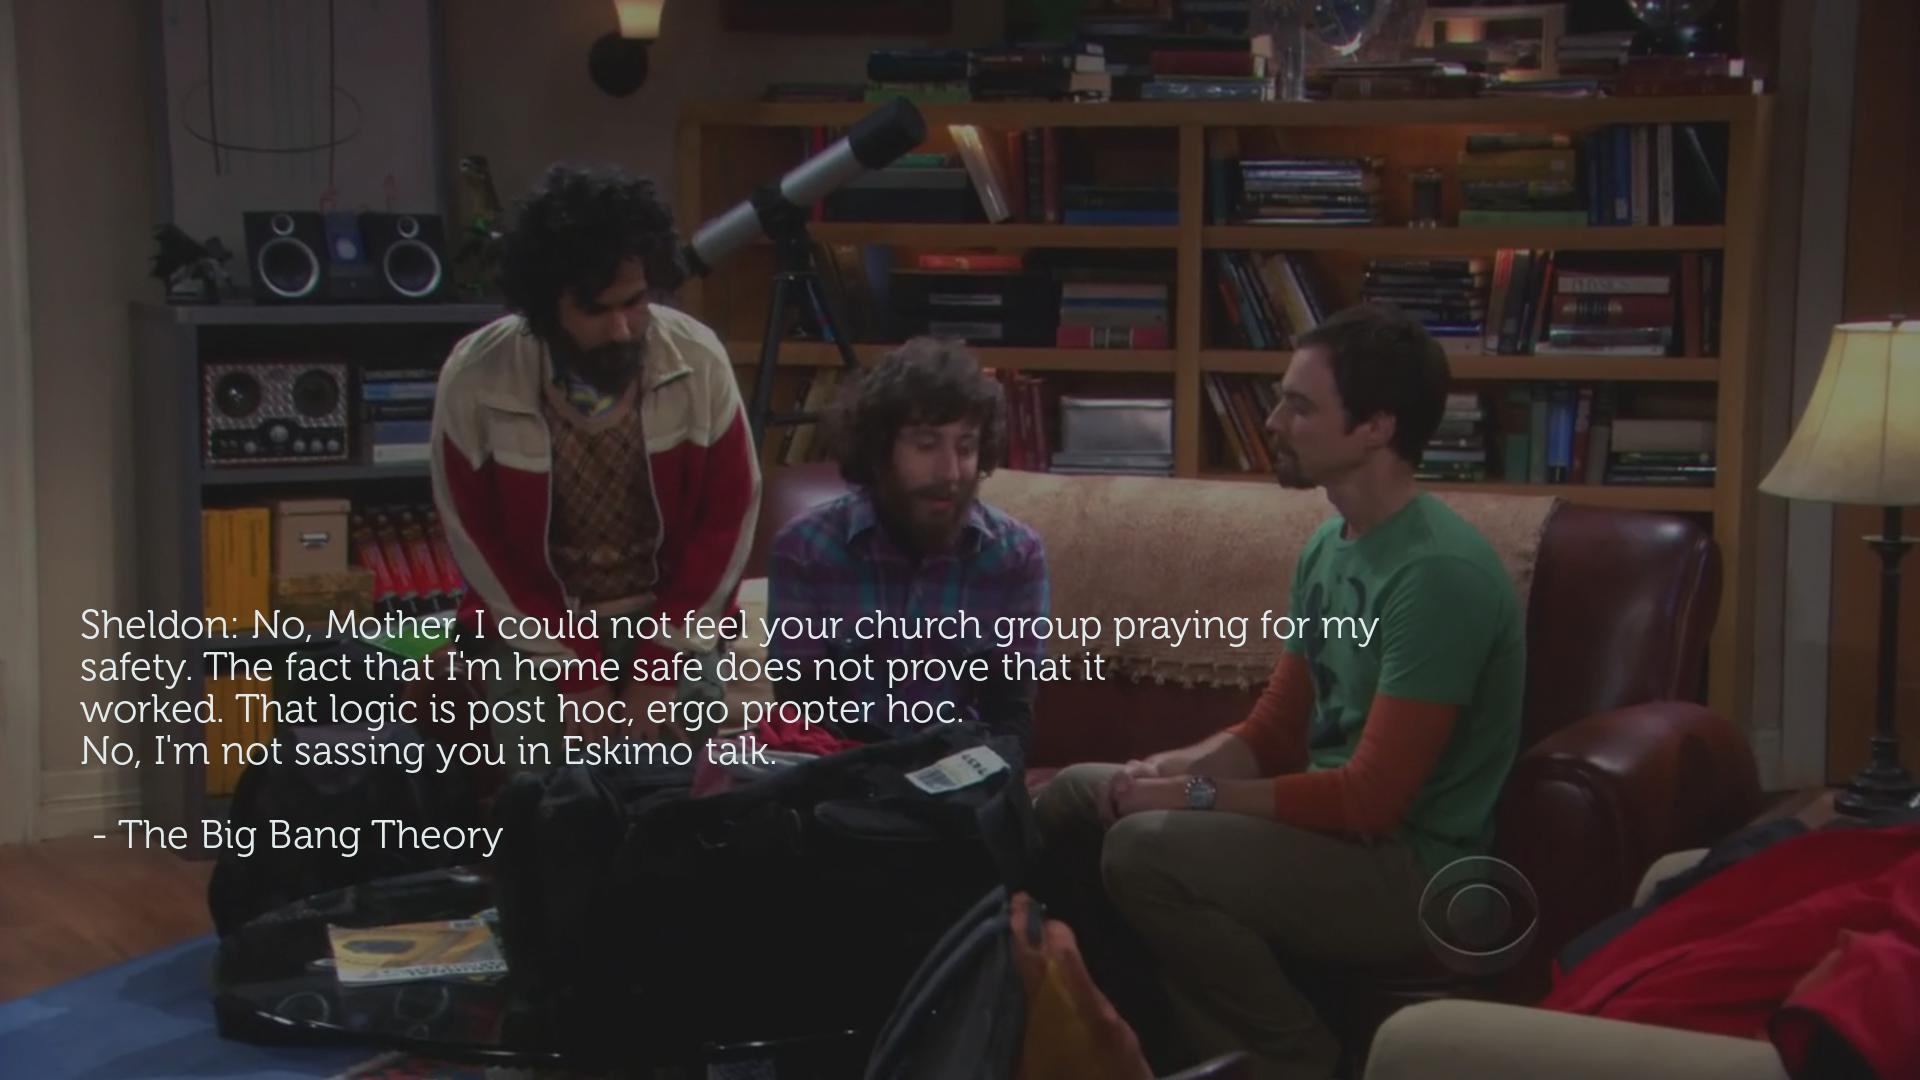 Sheldon: No, Mother, I could not feel your church group praying for my
safety. The fact that I'm home safe does not prove that it
worked. That logic is post hoc, ergo propter hoc.
No, I'm not sassing you in Eskimo talk.
- The Big Bang Theory
PHYSICS